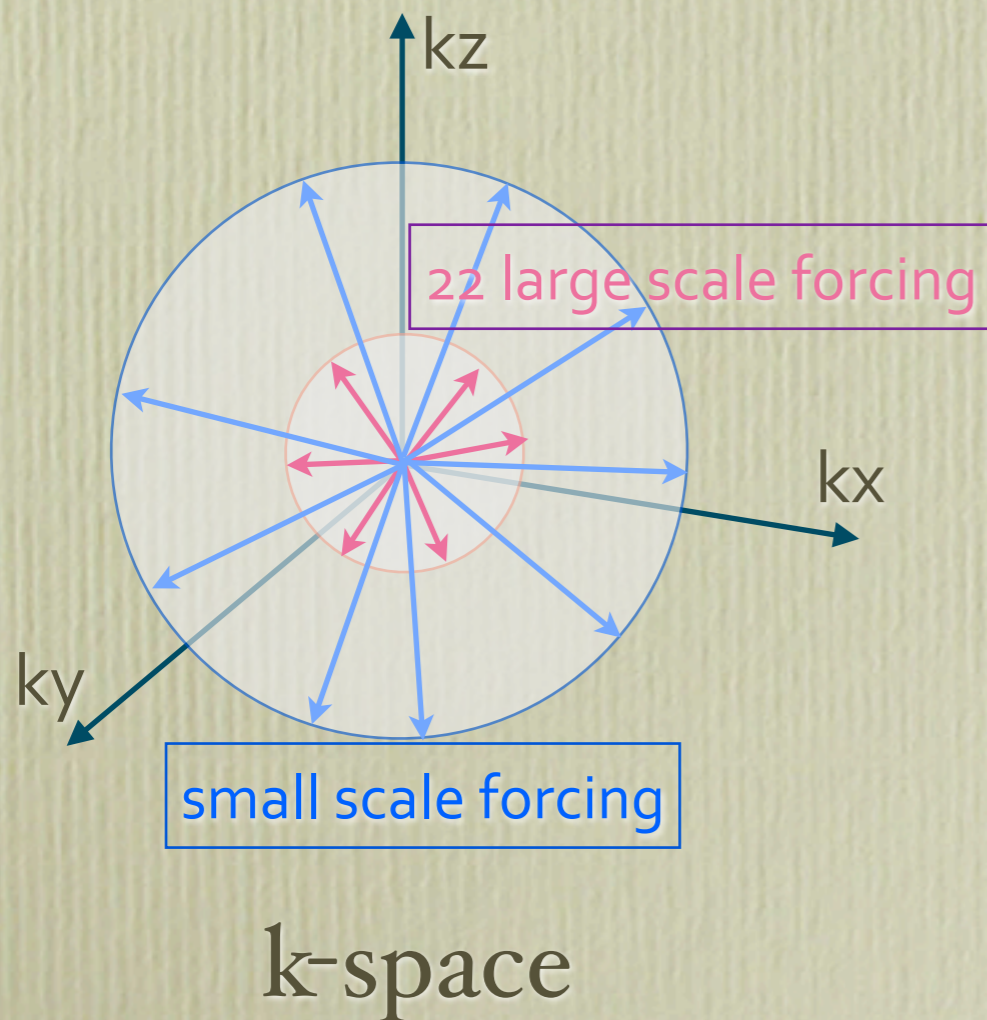 kz
22 large scale forcing
kx
ky
small scale forcing
k-space